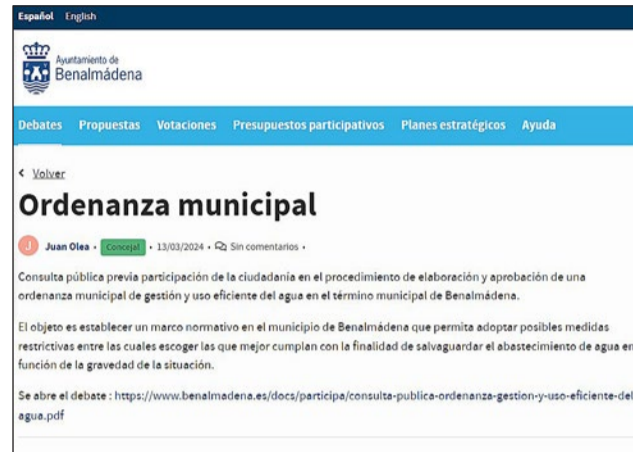 Español English
Ayuntamiento de
Benalmádena
Debates Propuestas Votaciones Presupuestos participativos Planes estratégicos Ayuda
< Volver
Ordenanza municipal
J Juan Olea • Concejal • 13/03/2024 • Sin comentarios •
Consulta pública previa participación de la ciudadanía en el procedimiento de elaboración y aprobación de una
ordenanza municipal de gestión y uso eficiente del agua en el término municipal de Benalmádena.
El objeto es establecer un marco normativo en el municipio de Benalmádena que permita adoptar posibles medidas
restrictivas entre las cuales escoger las que mejor cumplan con la finalidad de salvaguardar el abastecimiento de agua en
función de la gravedad de la situación.
Se abre el debate : https://www.benalmadena.es/docs/participa/consulta-publica-ordenanza-gestion-y-uso-eficiente-del
agua.pdf